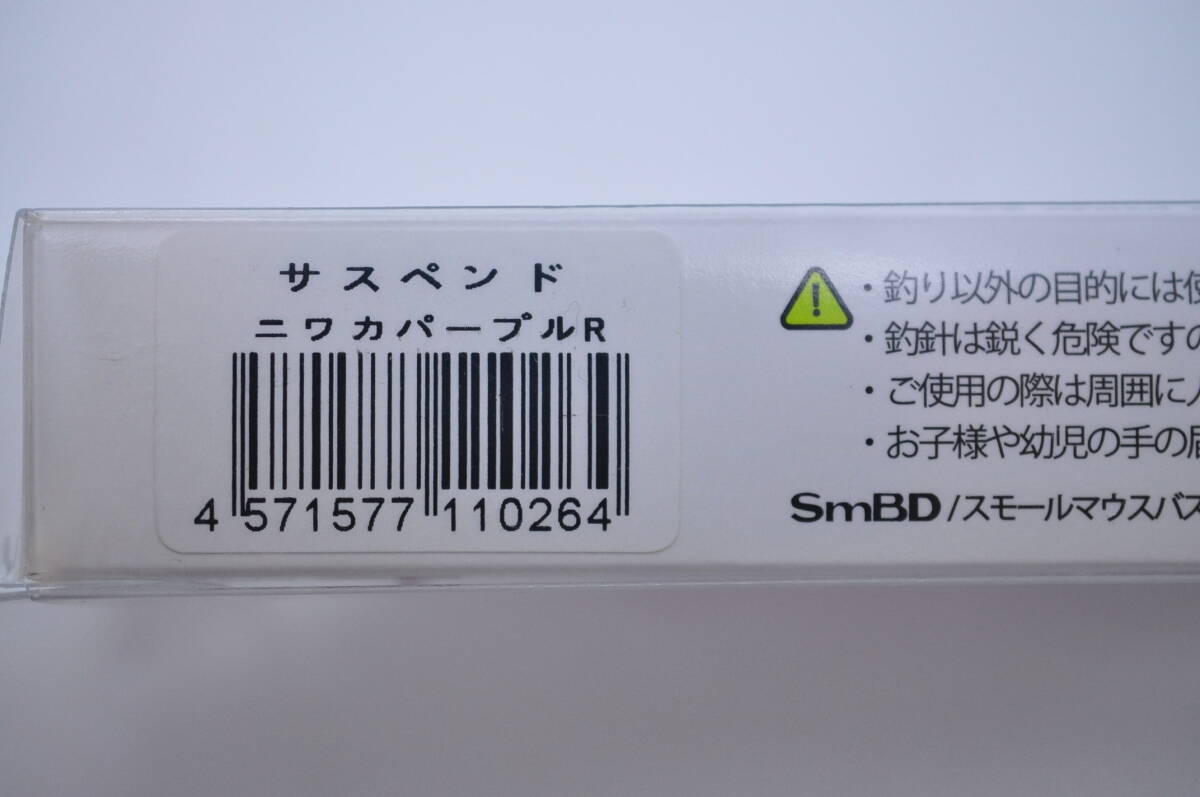 サスペンド
ニワカパープルR
4 571577 110264
・釣り以外の目的には使
・釣針は鋭く危険ですの
・ご使用の際は周囲に人
・お子様や幼児の手の届
SmBD/スモールマウスバス